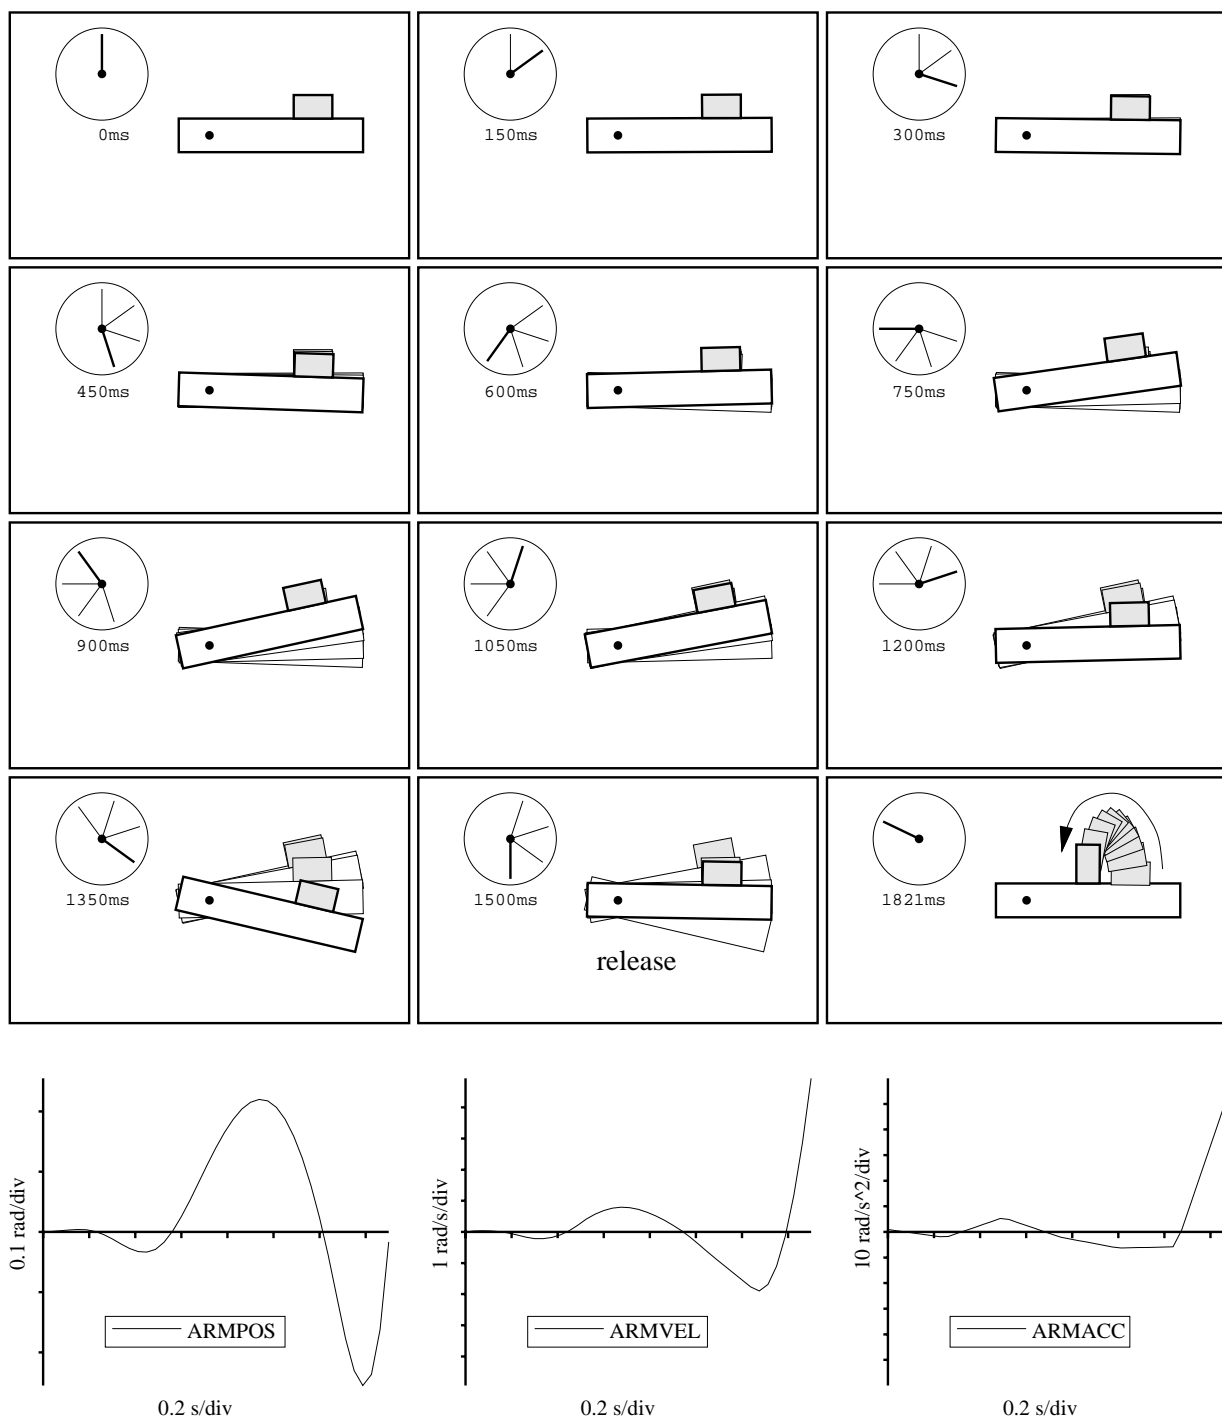 0ms
150ms
300ms
450ms
600ms
750ms
900ms
1050ms
1200ms
1350ms
1500ms
1821ms
release
0.1 rad/div
ARMPOS
0.2 s/div
1 rad/s/div
ARMVEL
0.2 s/div
10 rad/s^2/div
ARMACC
0.2 s/div